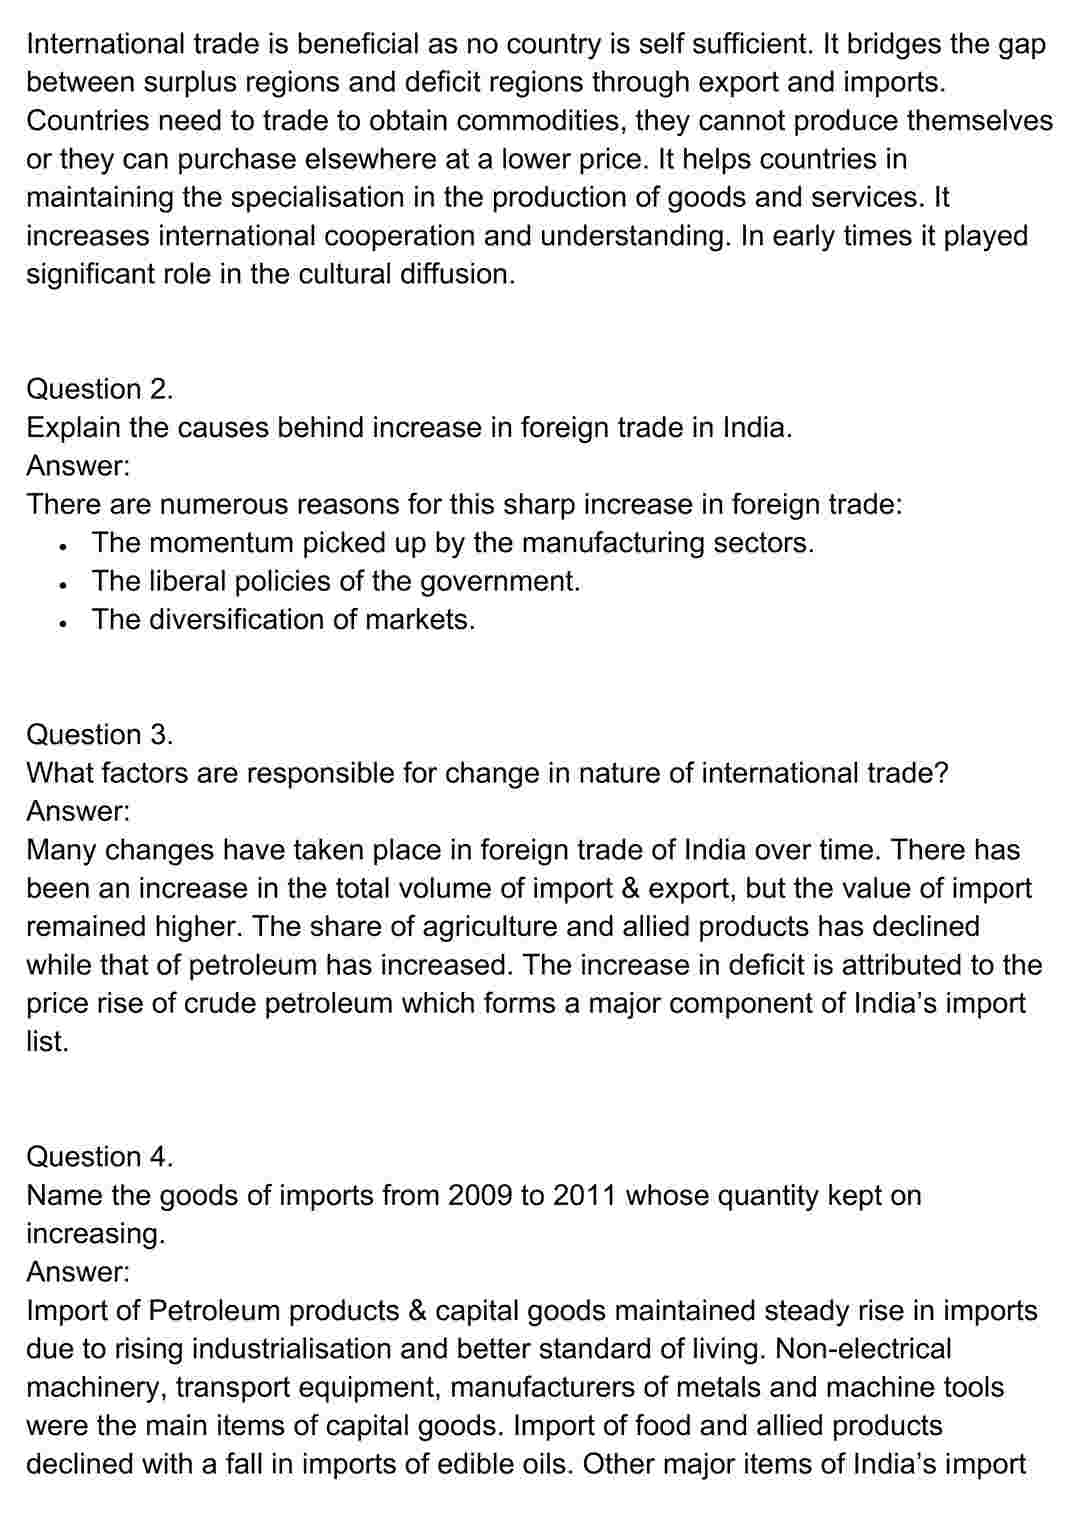 International trade is beneficial as no country is self sufficient. It bridges the gap
between surplus regions and deficit regions through export and imports.
Countries need to trade to obtain commodities, they cannot produce themselves
or they can purchase elsewhere at a lower price. It helps countries in
maintaining the specialisation in the production of goods and services. It
increases international cooperation and understanding. In early times it played
significant role in the cultural diffusion.
Question 2.
Explain the causes behind increase in foreign trade in India.
Answer:
There are numerous reasons for this sharp increase in foreign trade:
• The momentum picked up by the manufacturing sectors.
• The liberal policies of the government.
• The diversification of markets.
Question 3.
What factors are responsible for change in nature of international trade?
Answer:
Many changes have taken place in foreign trade of India over time. There has
been an increase in the total volume of import & export, but the value of import
remained higher. The share of agriculture and allied products has declined
while that of petroleum has increased. The increase in deficit is attributed to the
price rise of crude petroleum which forms a major component of India’s import
list.
Question 4.
Name the goods of imports from 2009 to 2011 whose quantity kept on
increasing.
Answer:
Import of Petroleum products & capital goods maintained steady rise in imports
due to rising industrialisation and better standard of living. Non-electrical
machinery, transport equipment, manufacturers of metals and machine tools
were the main items of capital goods. Import of food and allied products
declined with a fall in imports of edible oils. Other major items of India’s import